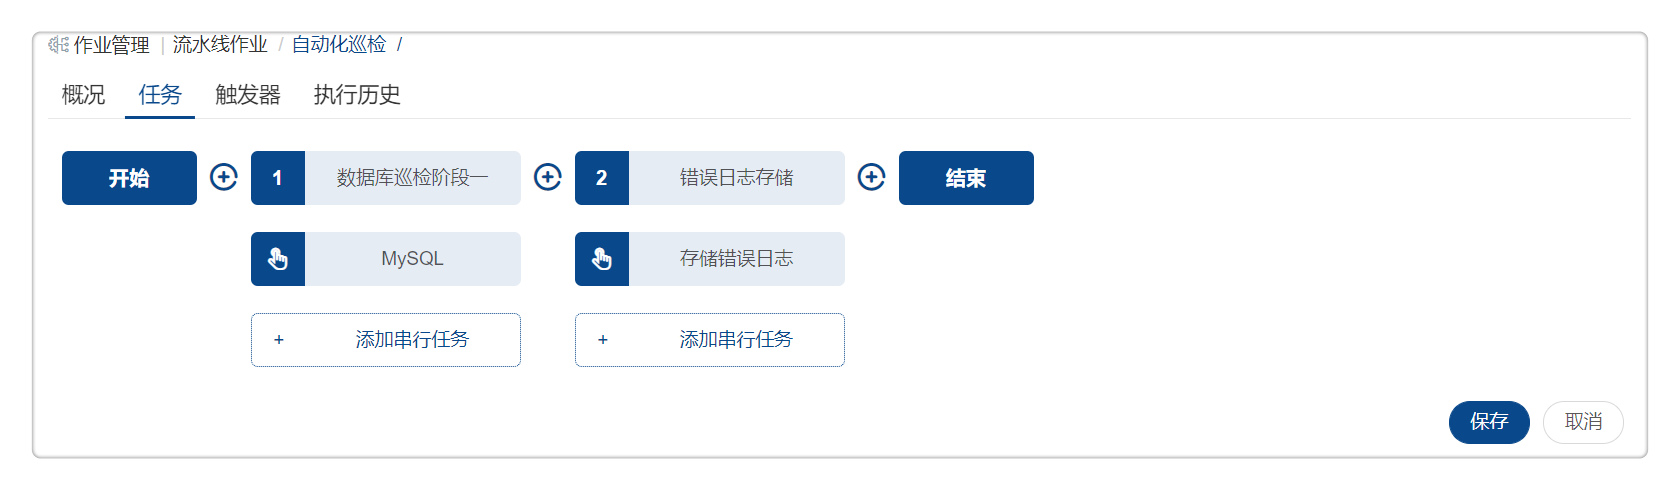 作业管理 | 流水线作业 / 自动化巡检 /
概况 任务 触发器 执行历史
开始 1 数据库巡检阶段一 2 错误日志存储 结束
MySQL 存储错误日志
+ 添加串行任务 + 添加串行任务
保存 取消